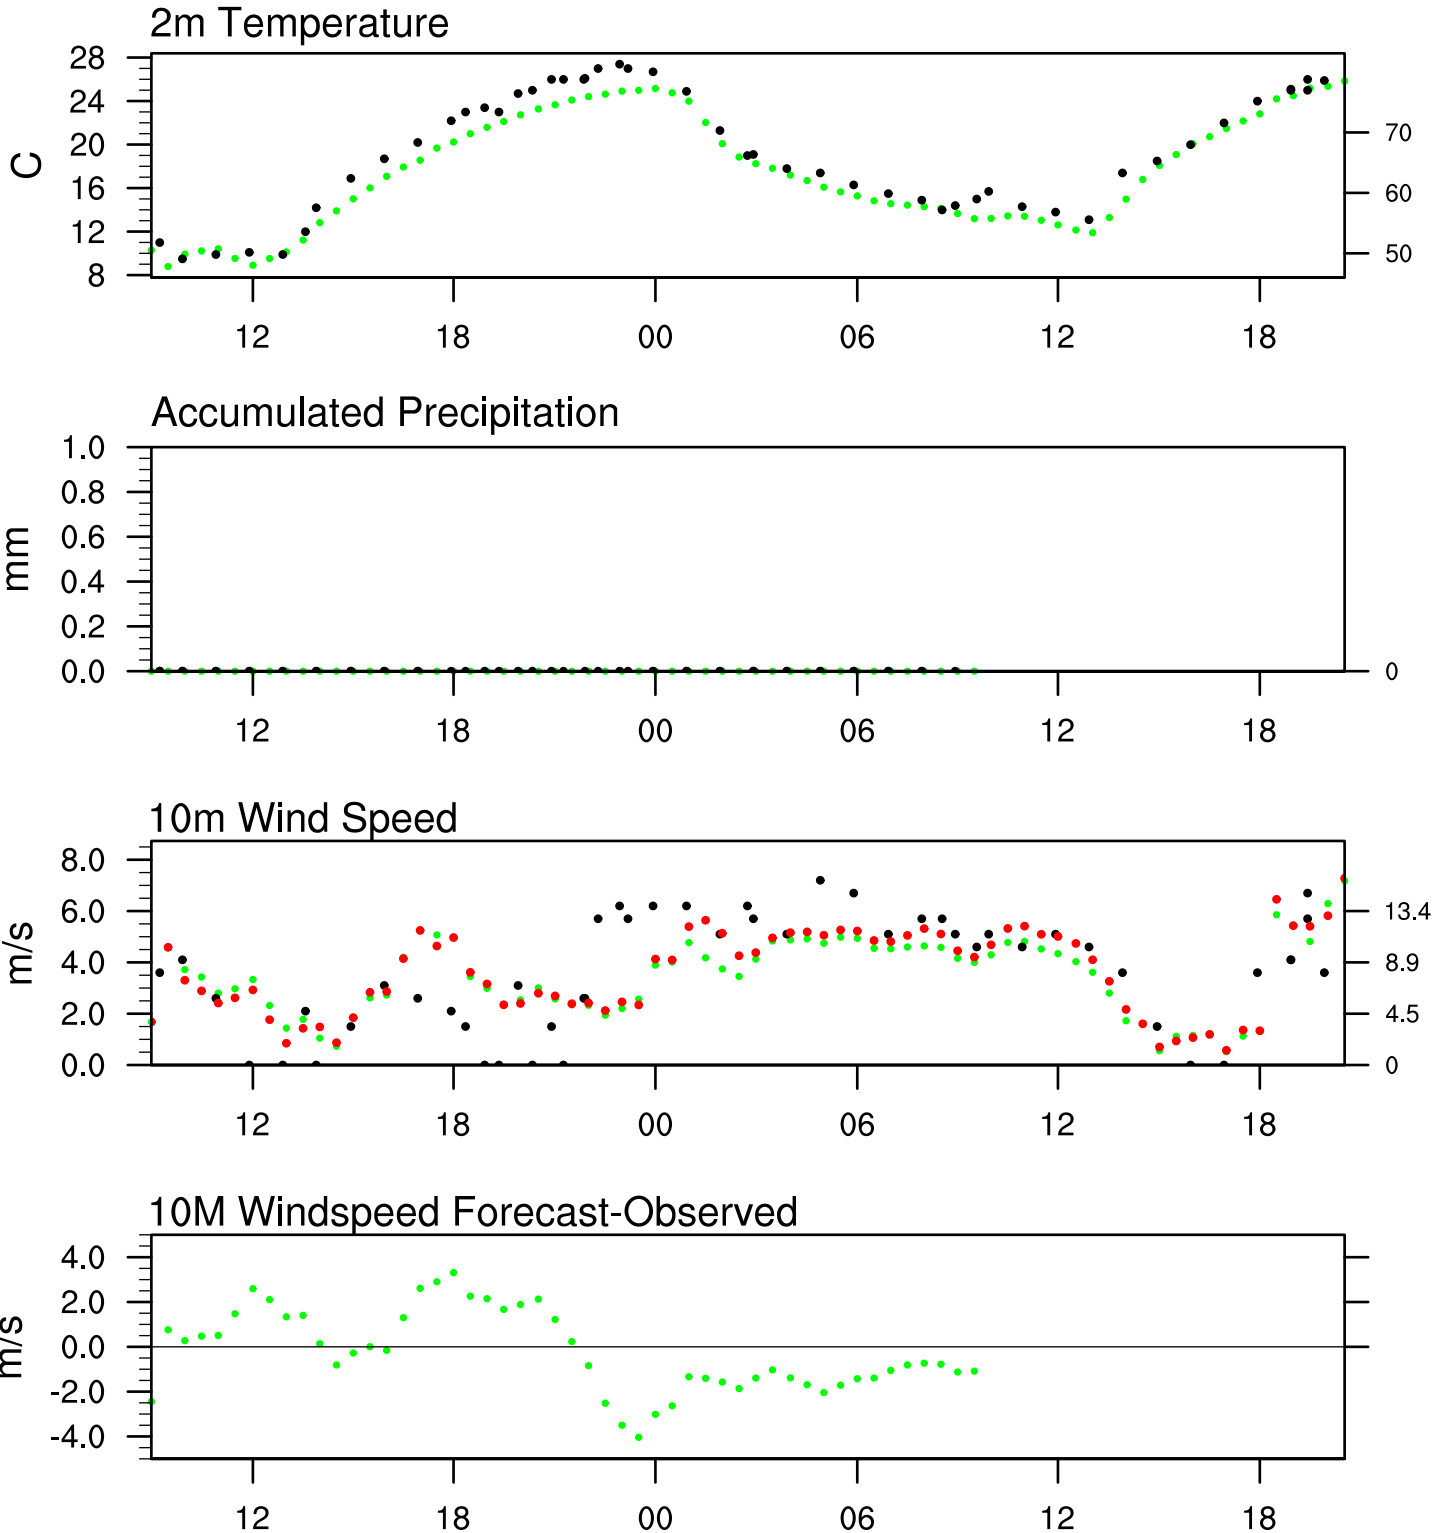 2m Temperature
28
24
20
16
12
8
C
70
60
50
12 18 00 06 12 18
Accumulated Precipitation
1.0
0.8
0.6
0.4
0.2
0.0
mm
0
12 18 00 06 12 18
10m Wind Speed
8.0
6.0
4.0
2.0
0.0
m/s
13.4
8.9
4.5
0
12 18 00 06 12 18
10M Windspeed Forecast-Observed
4.0
2.0
0.0
-2.0
-4.0
m/s
12 18 00 06 12 18